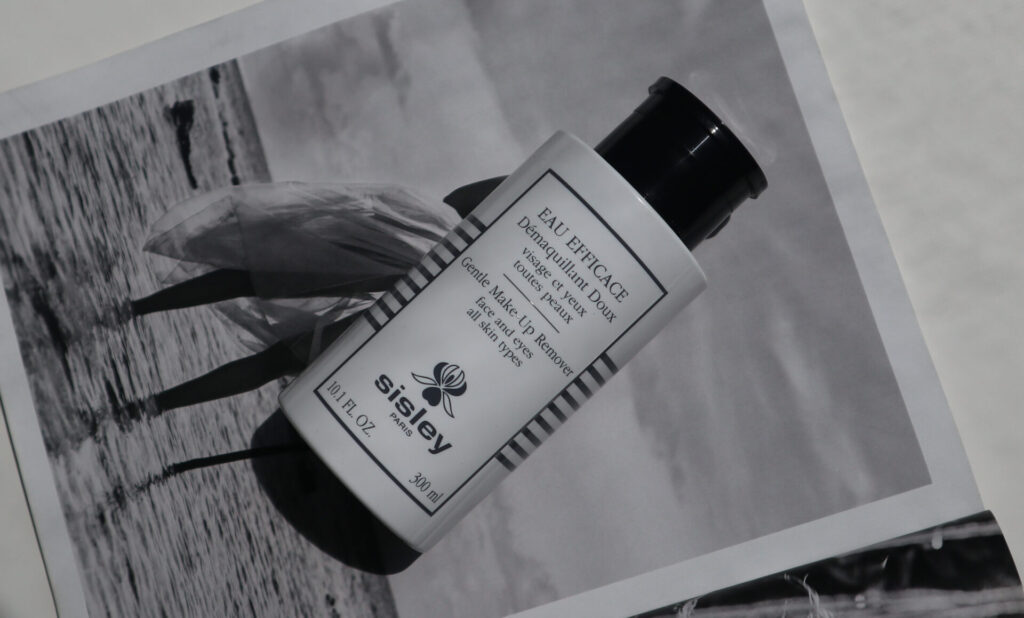 EAU EFFICACE
Démaquillant Doux
visage et yeux
toutes peaux
Gentle Make-Up Remover
face and eyes
all skin types
sisley
PARIS
10.1 FL. OZ.
300 ml